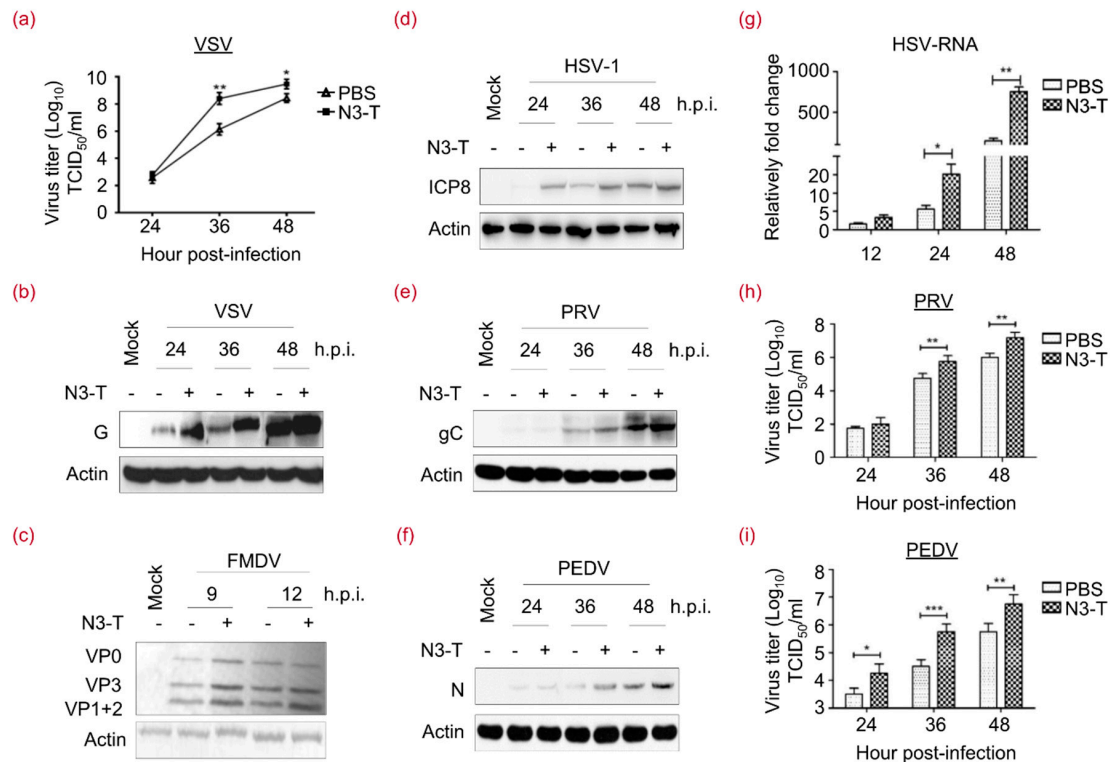 (a)
VSV
Virus titer (Log10)
TCID50/ml
10
8
6
4
2
0
**
*
PBS
N3-T
24 36 48
Hour post-infection
(b)
VSV
Mock
24 36 48 h.p.i.
N3-T - - + - + - +
G
Actin
(c)
FMDV
Mock
9 12 h.p.i.
N3-T - - + - +
VP0
VP3
VP1+2
Actin
(d)
HSV-1
Mock
24 36 48 h.p.i.
N3-T - - + - + - +
ICP8
Actin
(e)
PRV
Mock
24 36 48 h.p.i.
N3-T - - + - + - +
gC
Actin
(f)
PEDV
Mock
24 36 48 h.p.i.
N3-T - - + - + - +
N
Actin
(g)
HSV-RNA
Relatively fold change
1000
500
20
5
0
*
**
PBS
N3-T
12 24 48
(h)
PRV
Virus titer (Log10)
TCID50/ml
8
6
4
2
0
**
**
PBS
N3-T
24 36 48
Hour post-infection
(i)
PEDV
Virus titer (Log10)
TCID50/ml
8
7
6
5
4
3
*
***
**
PBS
N3-T
24 36 48
Hour post-infection